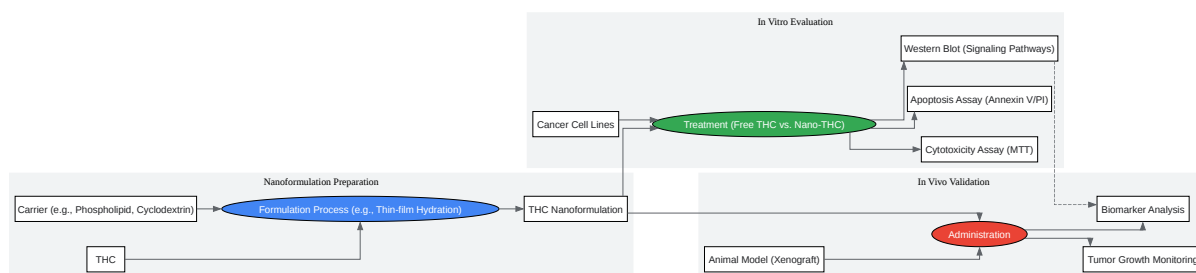 In Vitro Evaluation
Western Blot (Signaling Pathways)
Apoptosis Assay (Annexin V/PI)
Cancer Cell Lines
Treatment (Free THC vs. Nano-THC)
Cytotoxicity Assay (MTT)
Nanoformulation Preparation
In Vivo Validation
Carrier (e.g., Phospholipid, Cyclodextrin)
Formulation Process (e.g., Thin-film Hydration)
THC Nanoformulation
Biomarker Analysis
Administration
THC
Animal Model (Xenograft)
Tumor Growth Monitoring